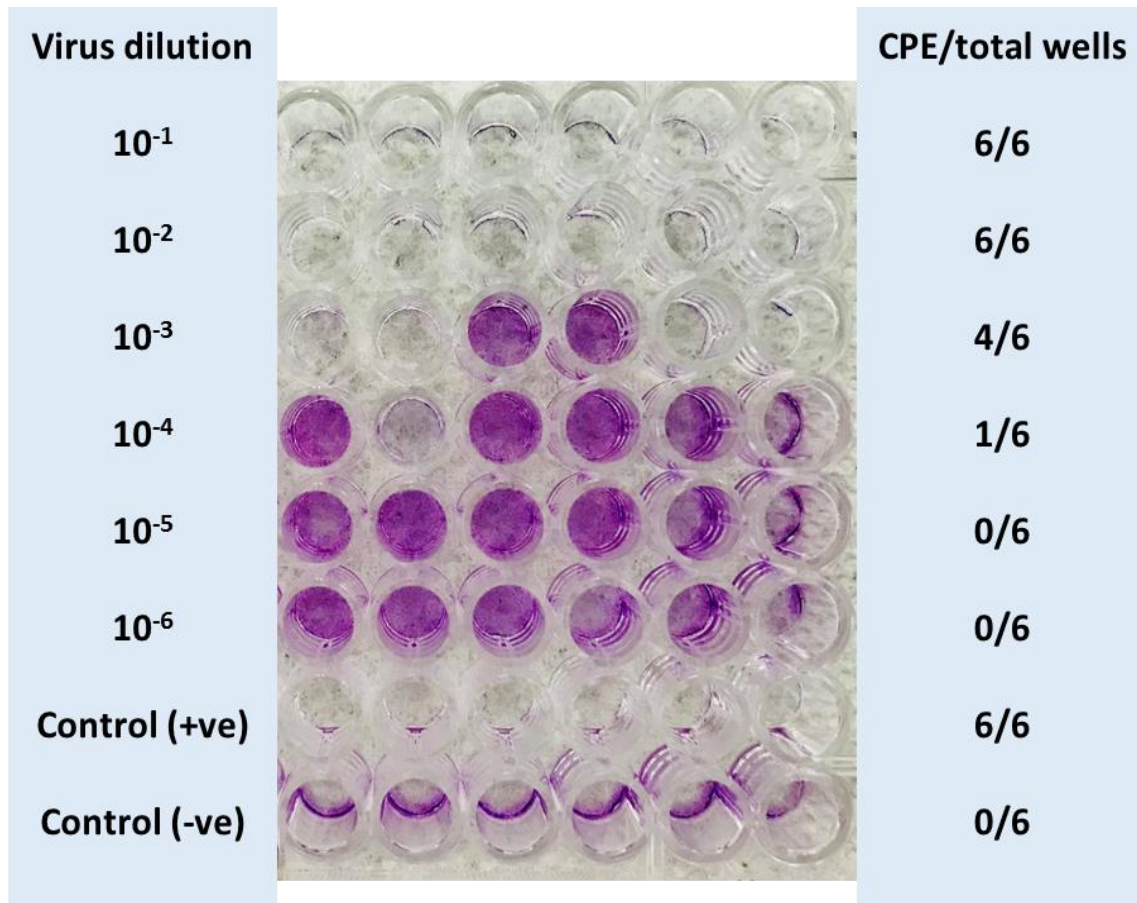 Virus dilution CPE/total wells
10⁻¹ 6/6
10⁻² 6/6
10⁻³ 4/6
10⁻⁴ 1/6
10⁻⁵ 0/6
10⁻⁶ 0/6
Control (+ve) 6/6
Control (-ve) 0/6